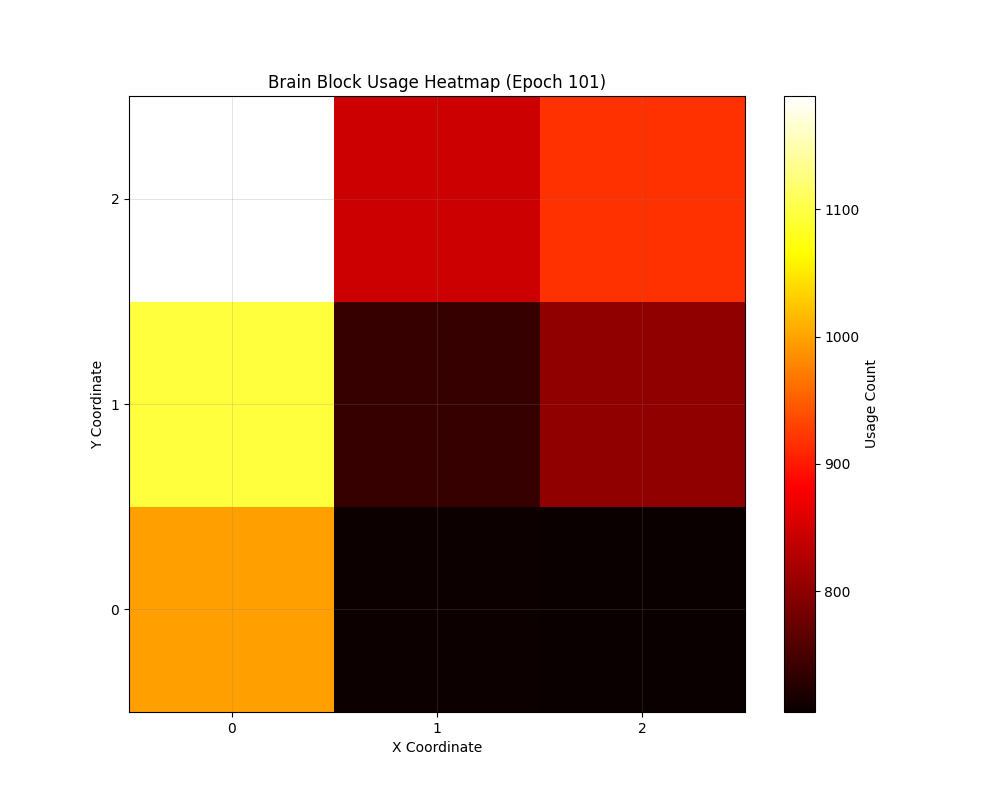 Brain Block Usage Heatmap (Epoch 101)
2
1
0
Y Coordinate
0 1 2
X Coordinate
1100
1000
900
800
Usage Count